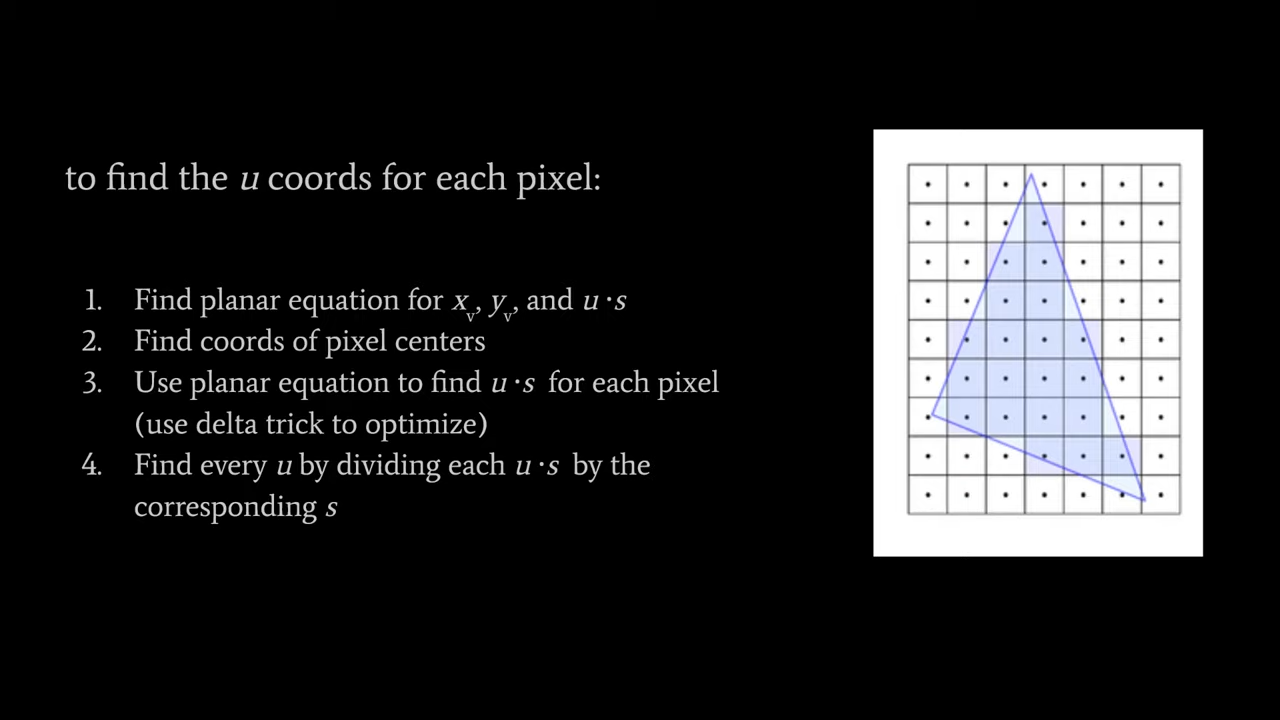 to find the u coords for each pixel:
1. Find planar equation for xᵥ, yᵥ, and u · s
2. Find coords of pixel centers
3. Use planar equation to find u · s for each pixel
(use delta trick to optimize)
4. Find every u by dividing each u · s by the
corresponding s